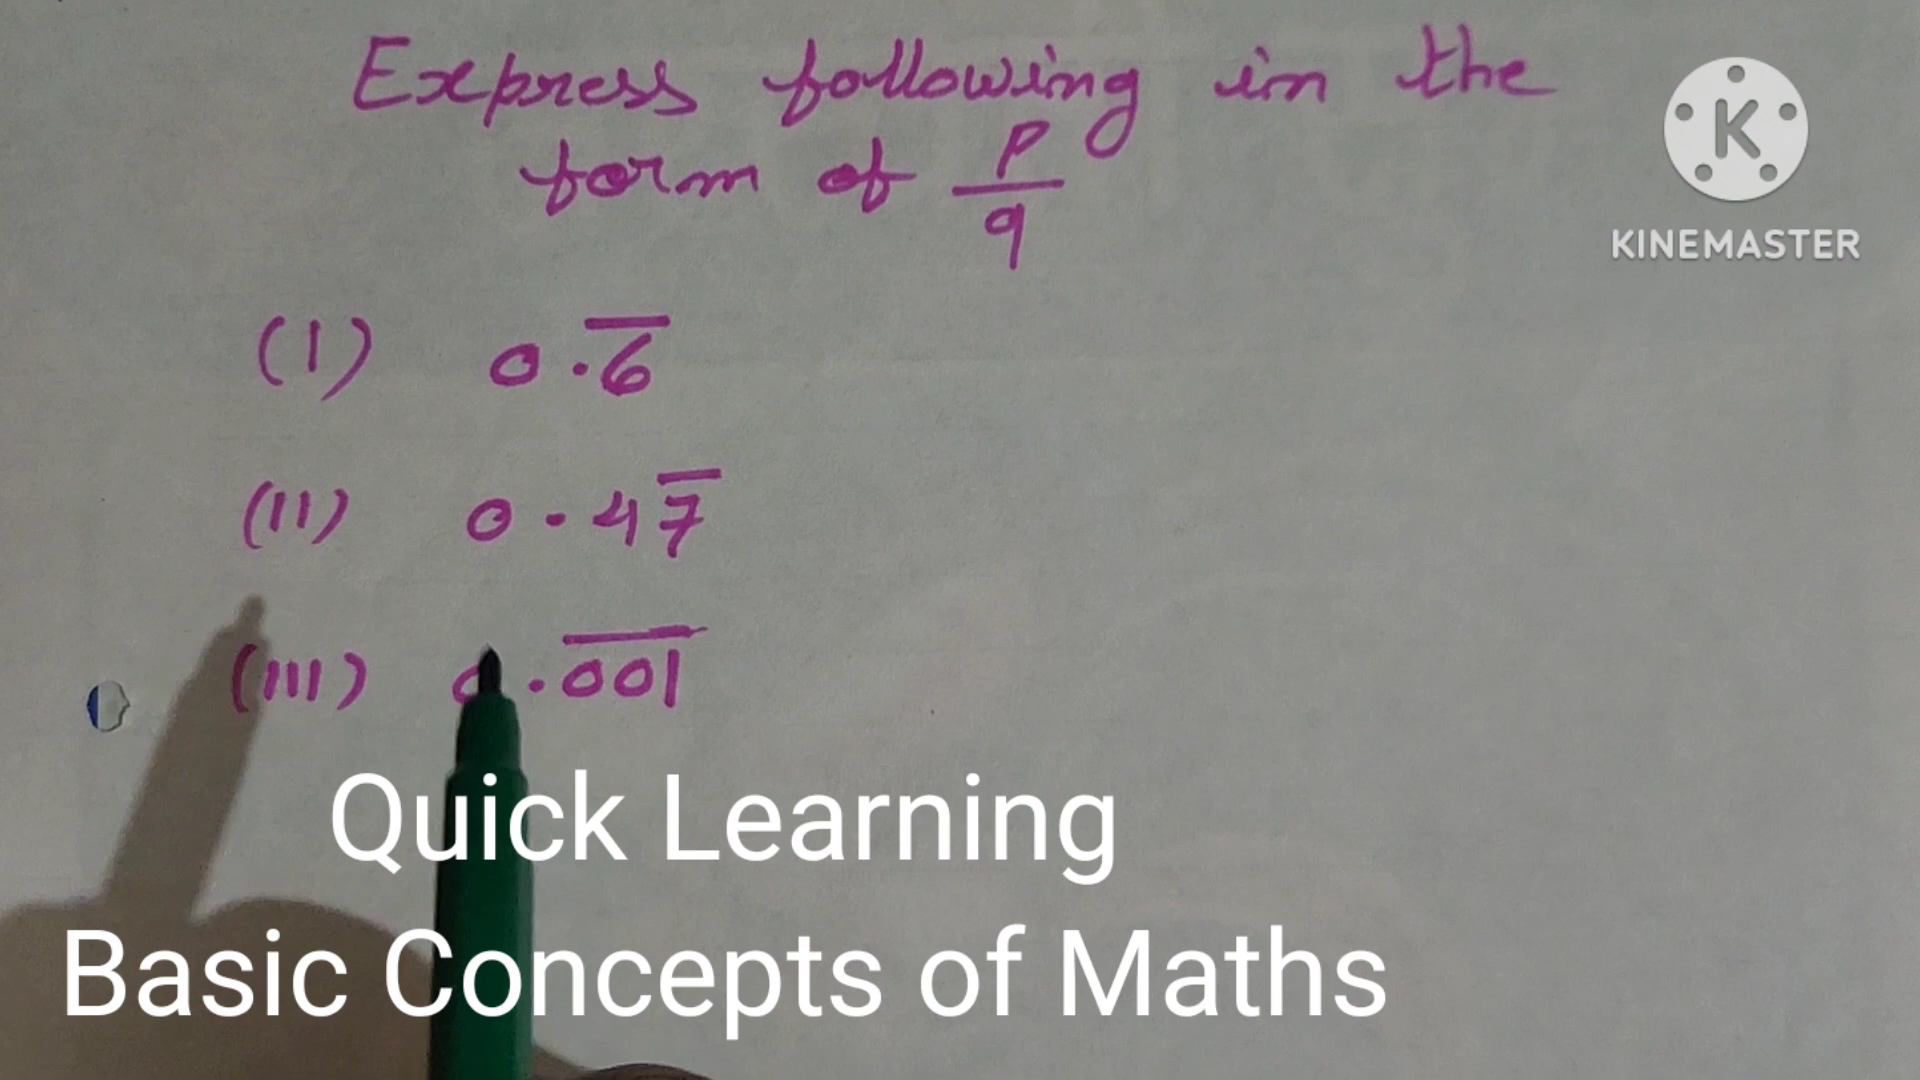 Express following in the
form of p/q
KINEMASTER
(I) 0.6̅
(II) 0.47̅
(III) 0.0̅0̅1̅
Quick Learning
Basic Concepts of Maths